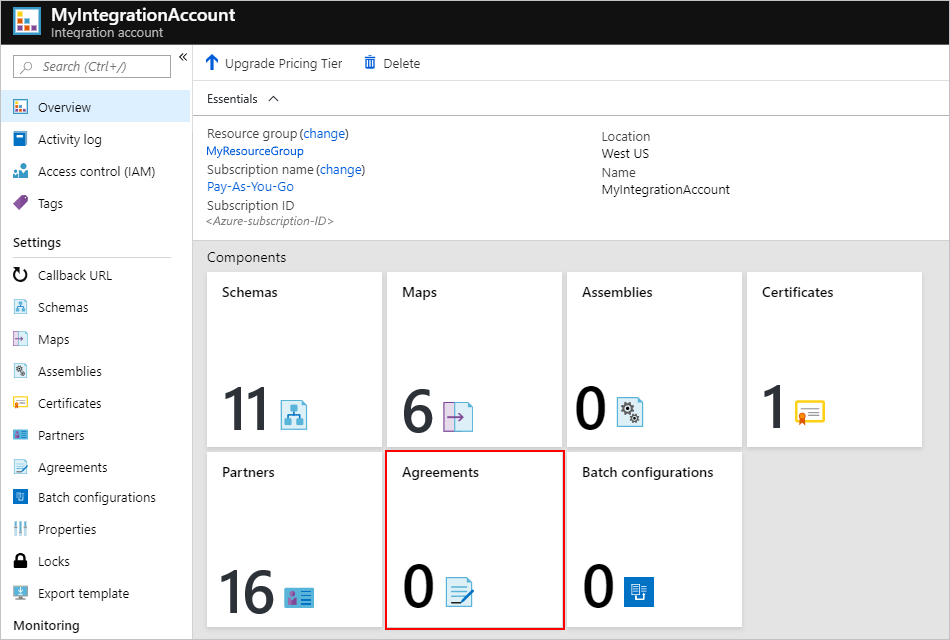 MyIntegrationAccount
Integration account
Search (Ctrl+/)
«
Overview
Activity log
Access control (IAM)
Tags
Settings
Callback URL
Schemas
Maps
Assemblies
Certificates
Partners
Agreements
Batch configurations
Properties
Locks
Export template
Monitoring
Upgrade Pricing Tier Delete
Essentials
Resource group (change)
MyResourceGroup
Subscription name (change)
Pay-As-You-Go
Subscription ID
<Azure-subscription-ID>
Location
West US
Name
MyIntegrationAccount
Components
Schemas
11
Maps
6
Assemblies
0
Certificates
1
Partners
16
Agreements
0
Batch configurations
0